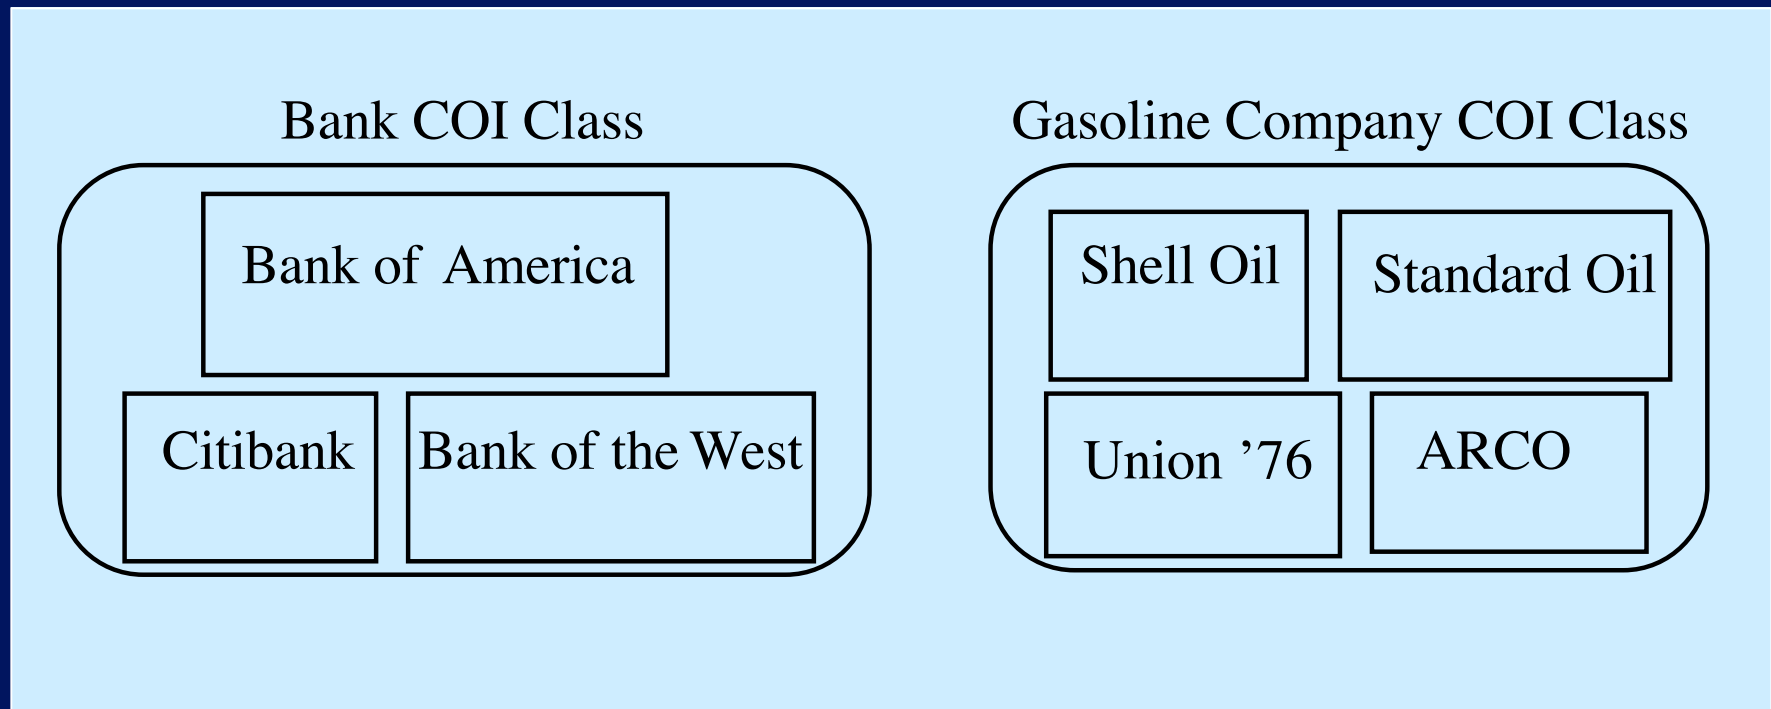 Bank COI Class
Bank of America
Citibank
Bank of the West
Gasoline Company COI Class
Shell Oil
Standard Oil
Union ’76
ARCO